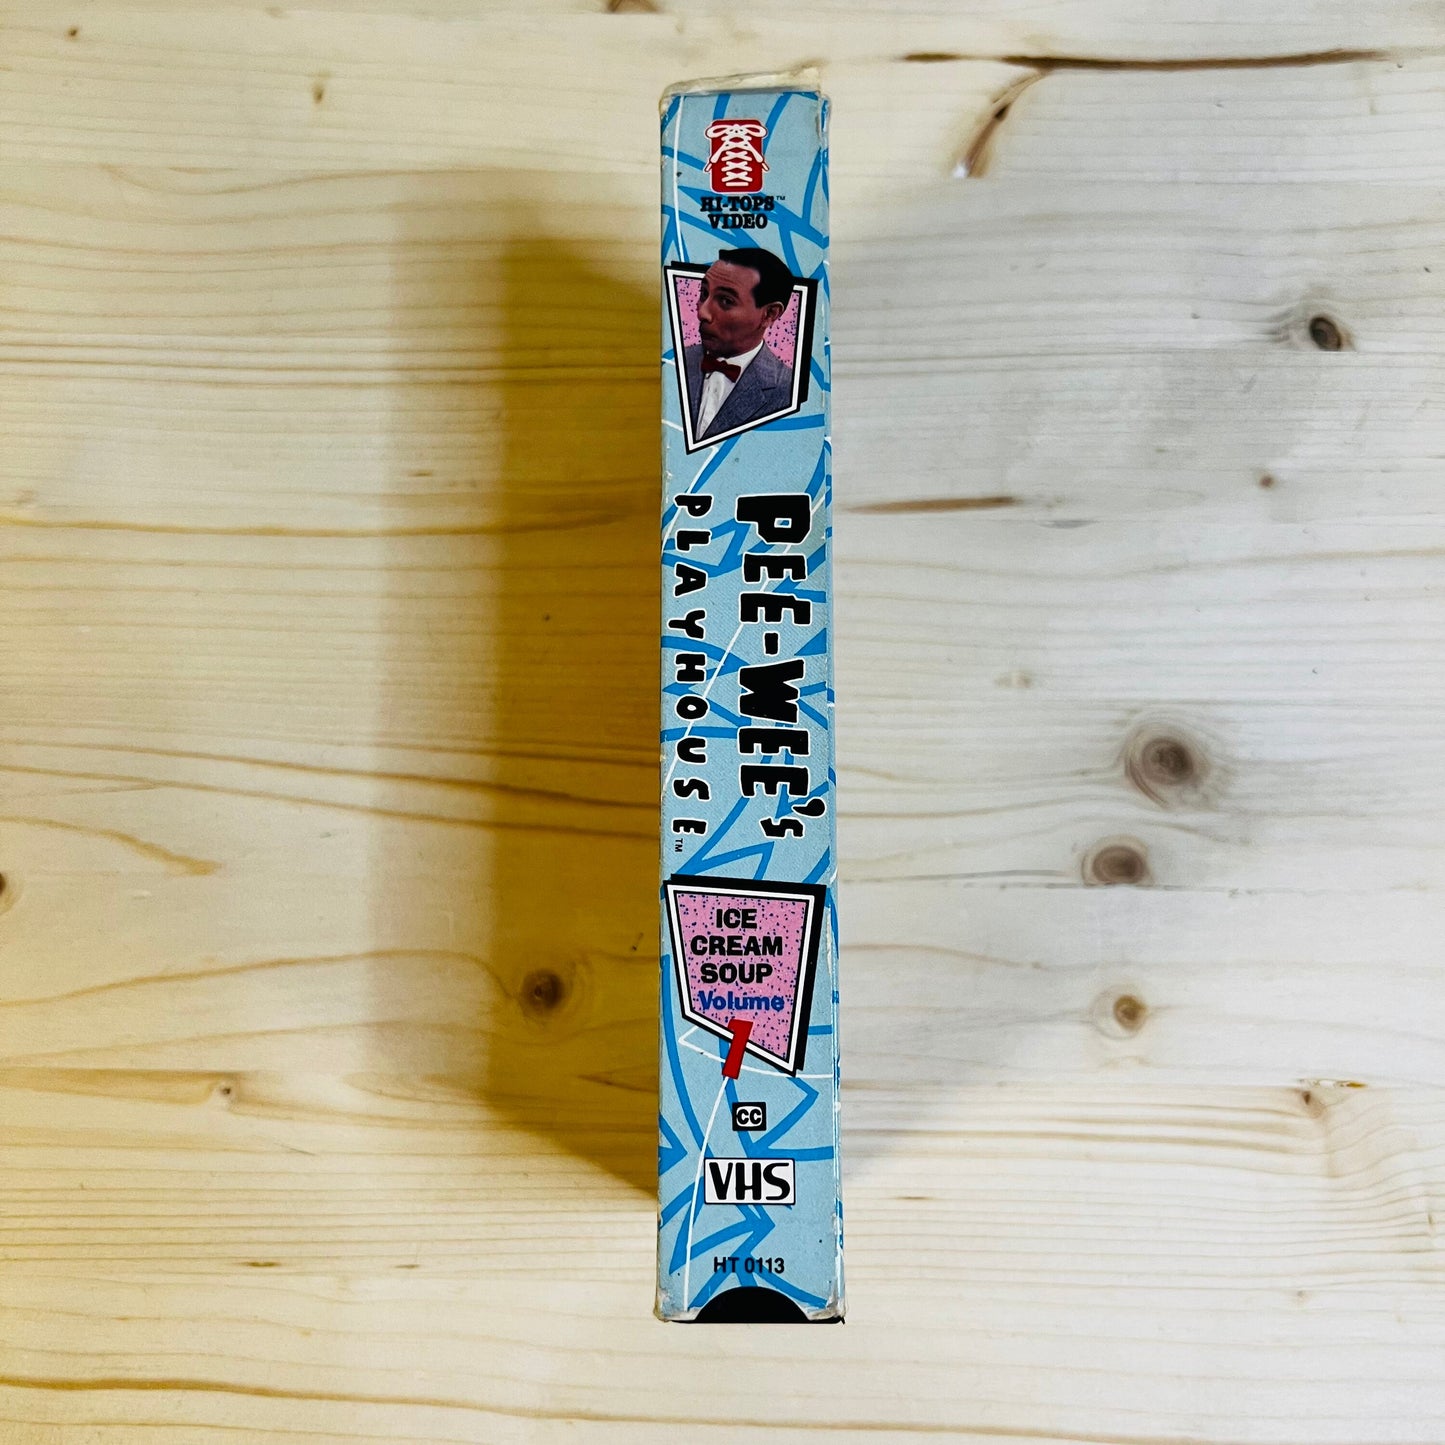 HI-TOPS™
VIDEO
PEE-WEE's
PLAYHOUSE™
ICE
CREAM
SOUP
Volume
1
CC
VHS
HT 0113